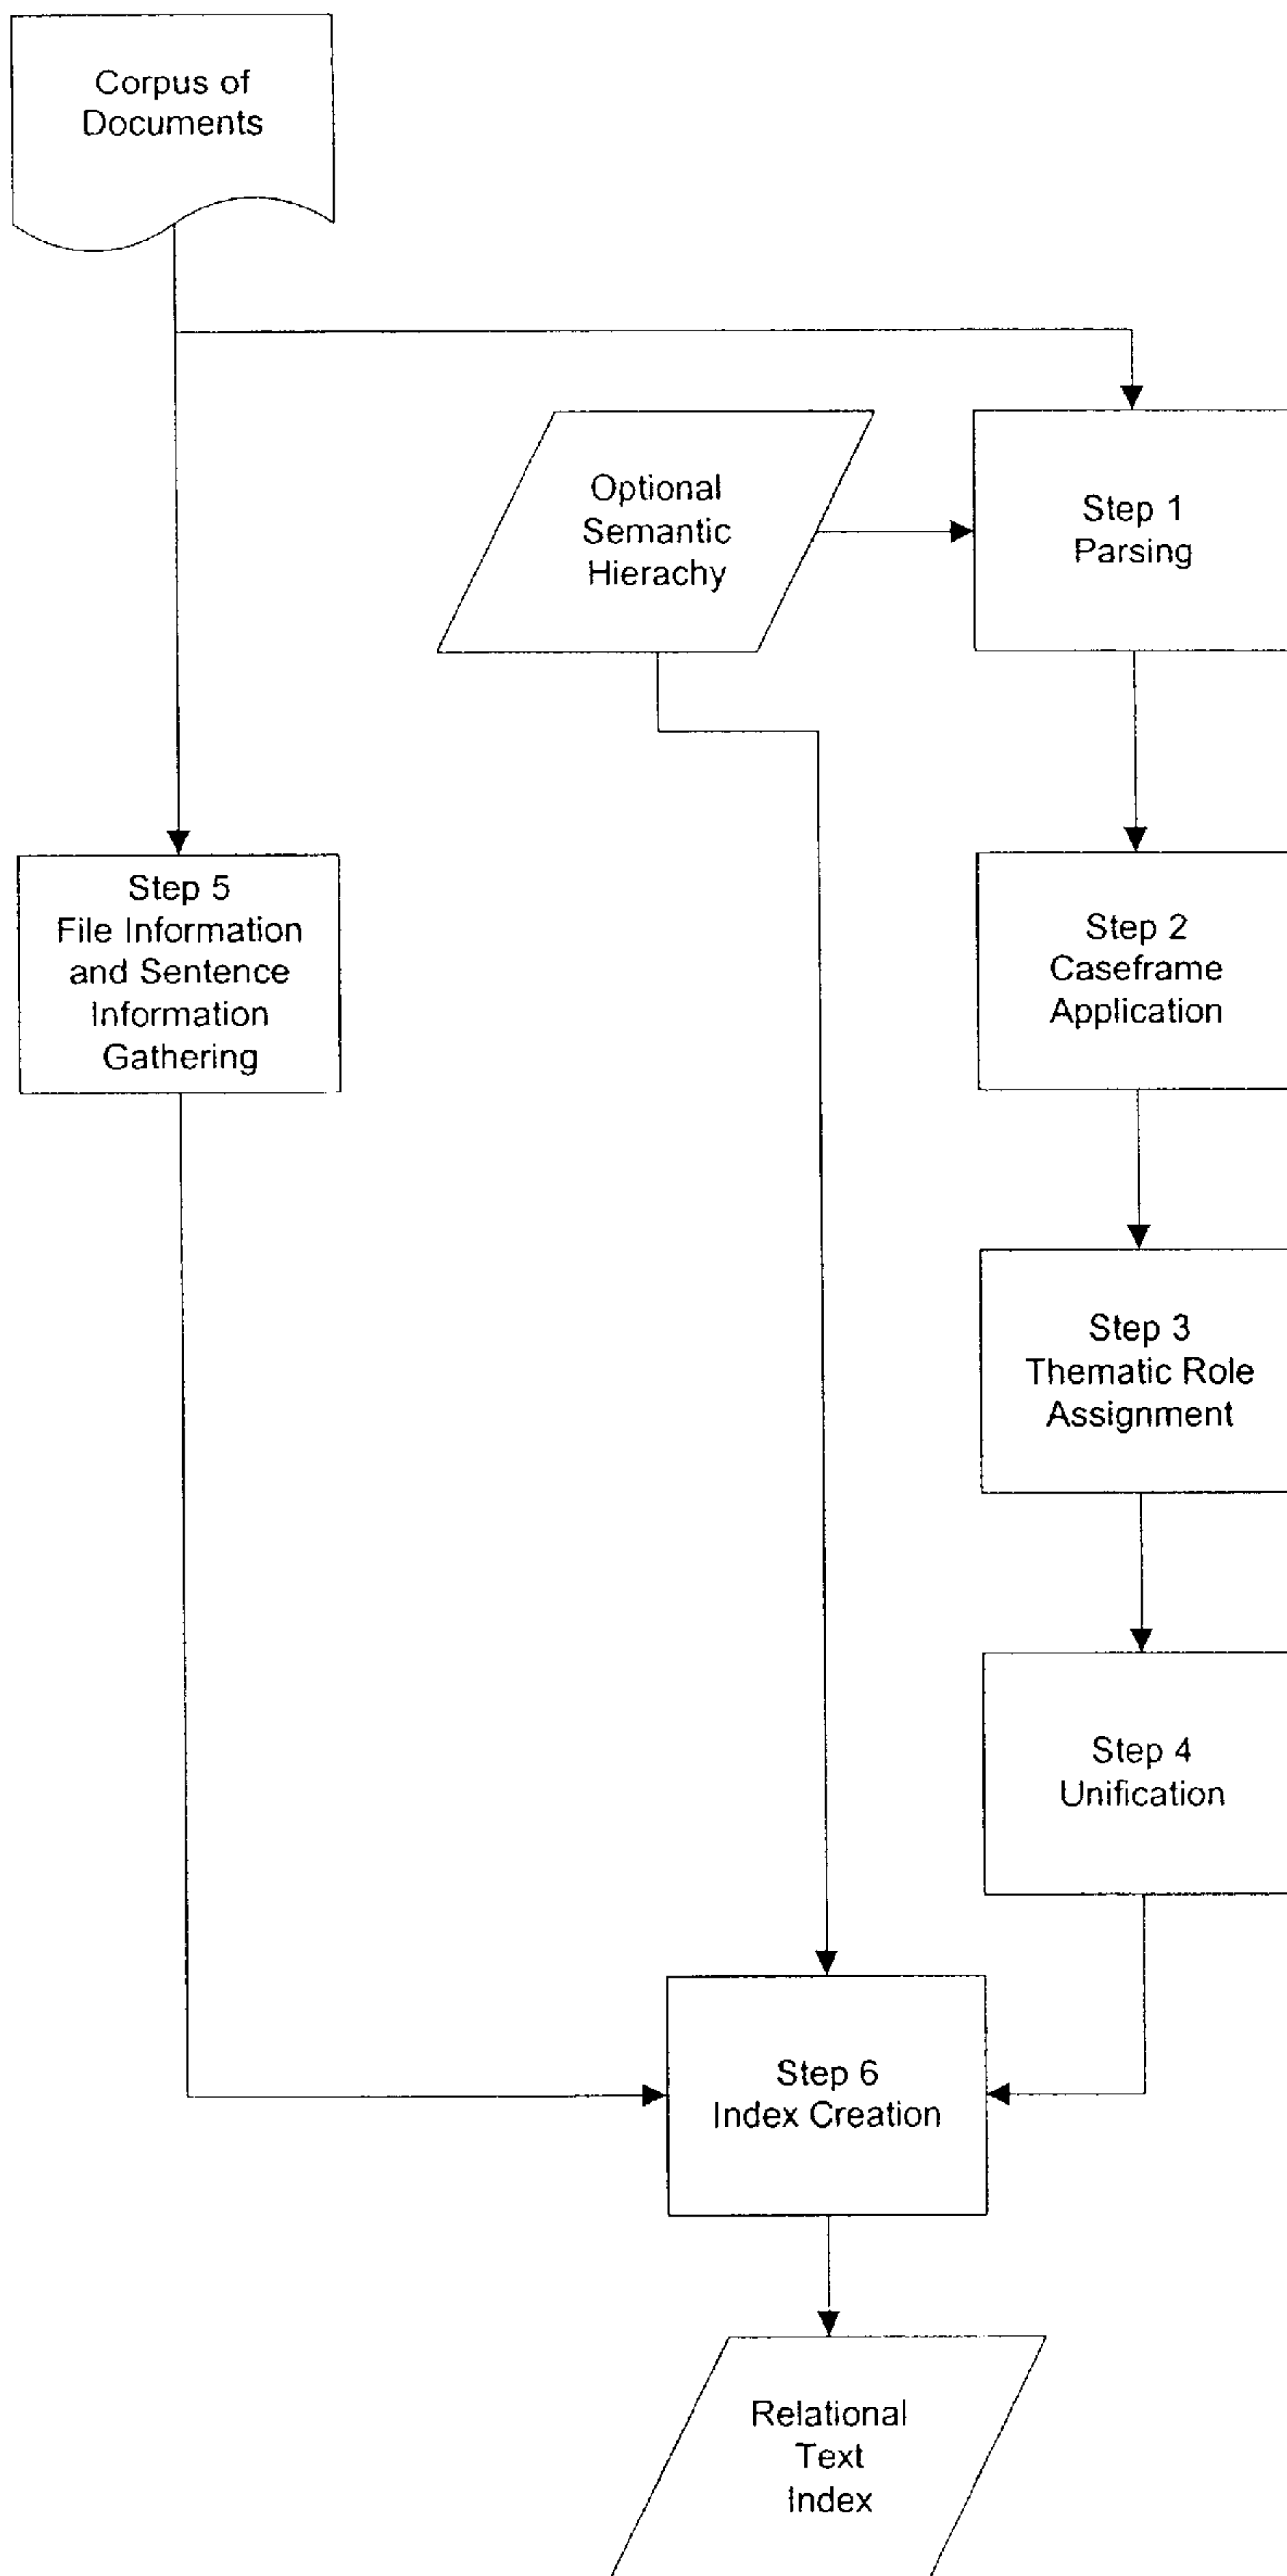 Corpus of
Documents
Optional
Semantic
Hierachy
Step 1
Parsing
Step 5
File Information
and Sentence
Information
Gathering
Step 2
Caseframe
Application
Step 3
Thematic Role
Assignment
Step 4
Unification
Step 6
Index Creation
Relational
Text
Index